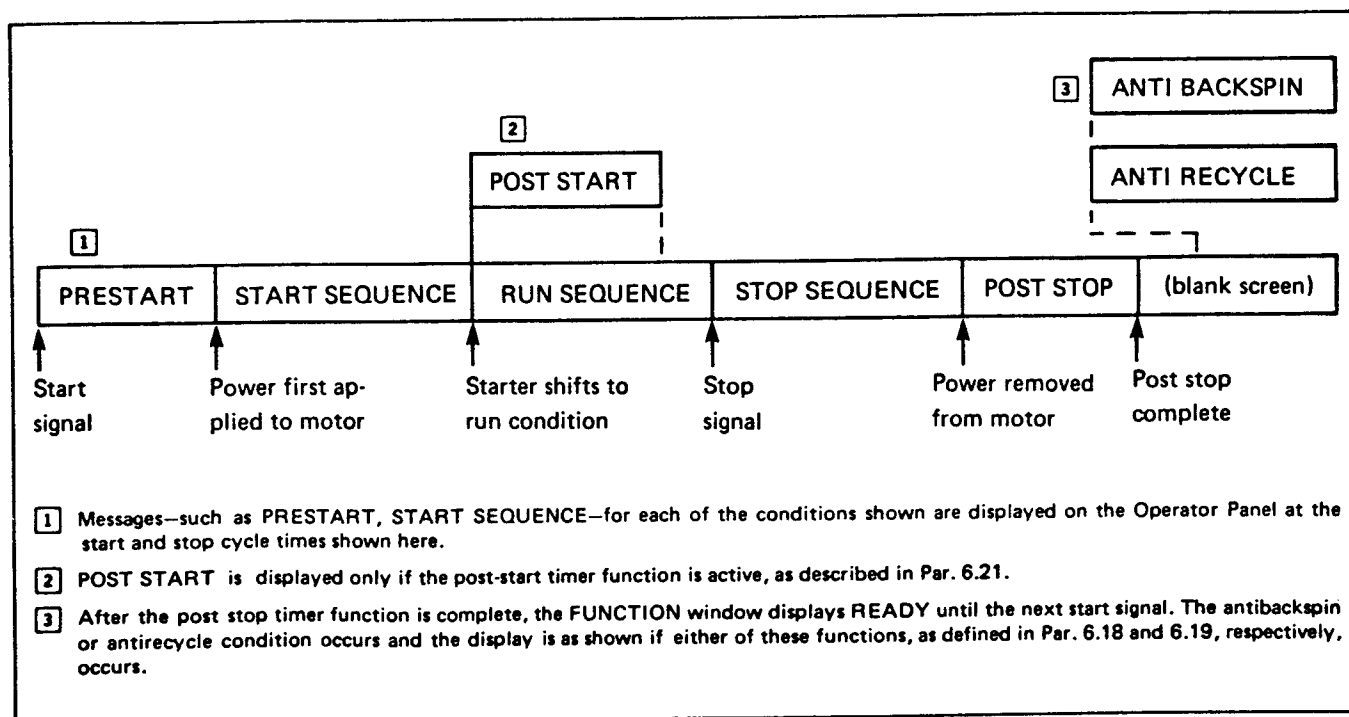 3 ANTI BACKSPIN
2
POST START
ANTI RECYCLE
1
PRESTART
START SEQUENCE
RUN SEQUENCE
STOP SEQUENCE
POST STOP
(blank screen)
Start
signal
Power first ap-
plied to motor
Starter shifts to
run condition
Stop
signal
Power removed
from motor
Post stop
complete
1 Messages—such as PRESTART, START SEQUENCE—for each of the conditions shown are displayed on the Operator Panel at the
start and stop cycle times shown here.
2 POST START is displayed only if the post-start timer function is active, as described in Par. 6.21.
3 After the post stop timer function is complete, the FUNCTION window displays READY until the next start signal. The antibackspin
or antirecycle condition occurs and the display is as shown if either of these functions, as defined in Par. 6.18 and 6.19, respectively,
occurs.